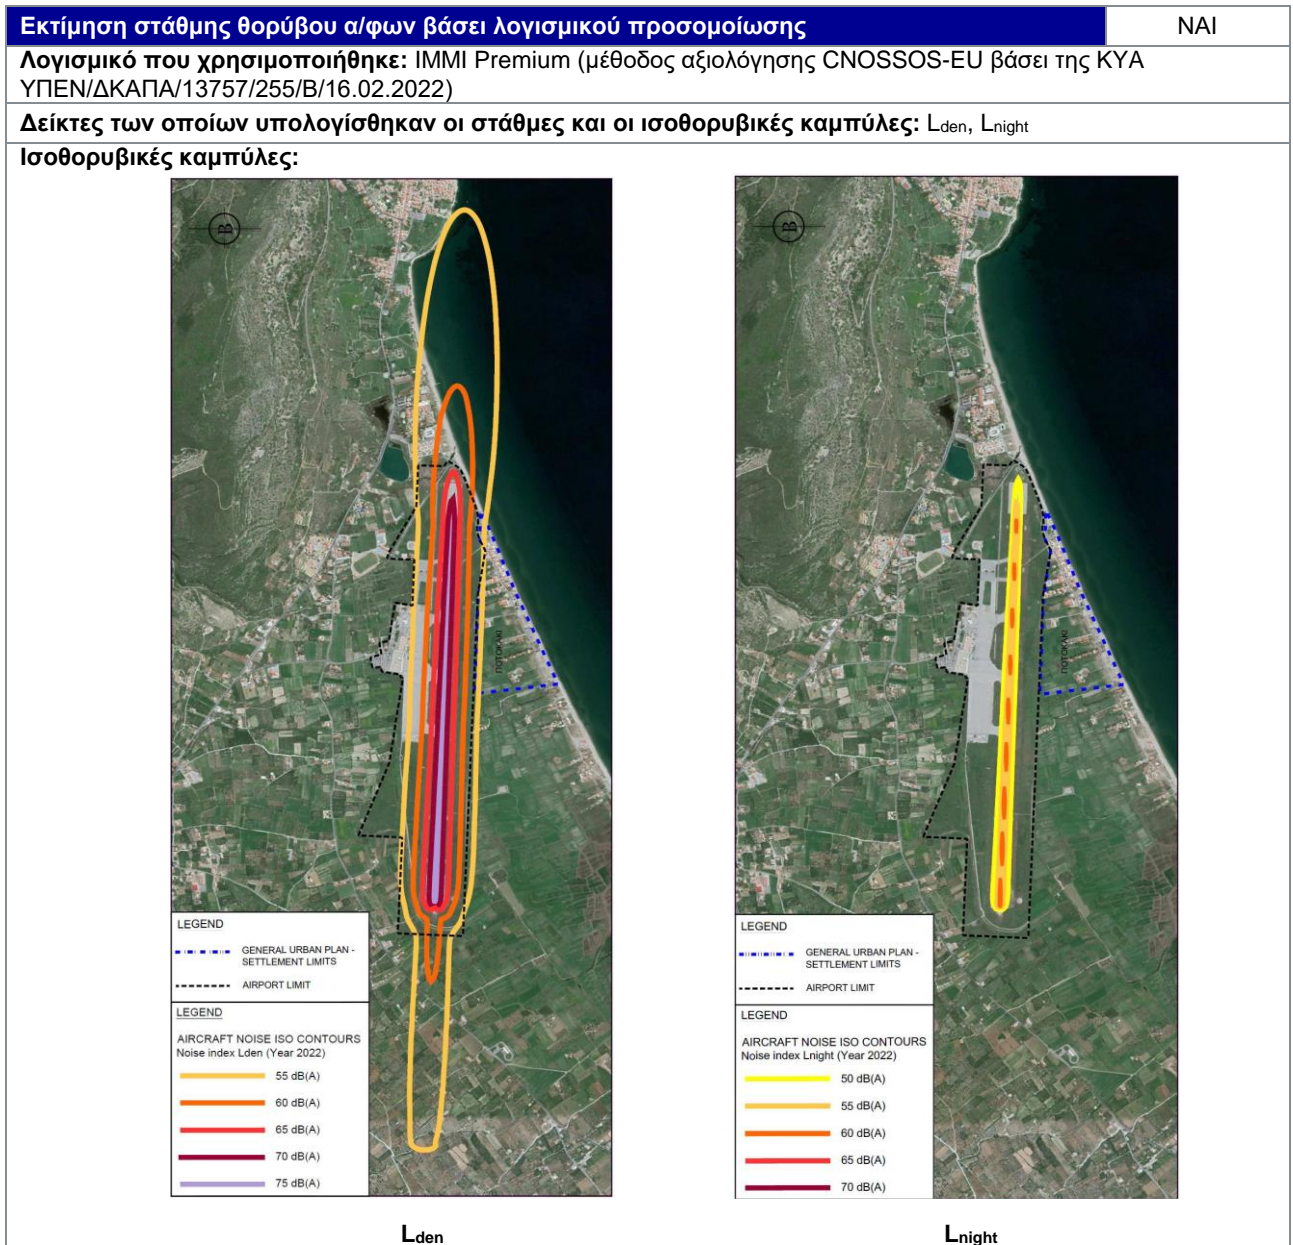 Εκτίμηση στάθμης θορύβου α/φων βάσει λογισμικού προσομοίωσης ΝΑΙ
Λογισμικό που χρησιμοποιήθηκε: IMMI Premium (μέθοδος αξιολόγησης CNOSSOS-EU βάσει της ΚΥΑ
ΥΠΕΝ/ΔΚΑΠΑ/13757/255/Β/16.02.2022)
Δείκτες των οποίων υπολογίσθηκαν οι στάθμες και οι ισοθορυβικές καμπύλες: Lden, Lnight
Ισοθορυβικές καμπύλες:
B
ΠΟΤΟΚΑΚΙ
LEGEND
GENERAL URBAN PLAN -
SETTLEMENT LIMITS
AIRPORT LIMIT
LEGEND
AIRCRAFT NOISE ISO CONTOURS
Noise index Lden (Year 2022)
55 dB(A)
60 dB(A)
65 dB(A)
70 dB(A)
75 dB(A)
Lden
B
ΠΟΤΟΚΑΚΙ
LEGEND
GENERAL URBAN PLAN -
SETTLEMENT LIMITS
AIRPORT LIMIT
LEGEND
AIRCRAFT NOISE ISO CONTOURS
Noise index Lnight (Year 2022)
50 dB(A)
55 dB(A)
60 dB(A)
65 dB(A)
70 dB(A)
Lnight